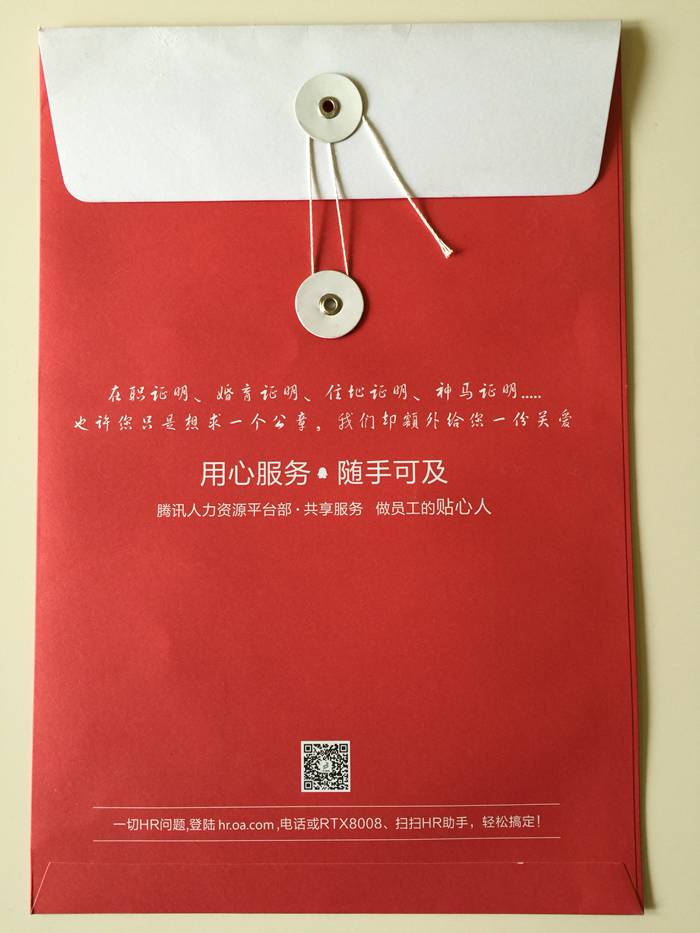 在职证明、婚育证明、住址证明、神马证明.....
也许您只是想求一个公章，我们却额外给您一份关爱
用心服务 随手可及
腾讯人力资源平台部·共享服务 做员工的贴心人
一切HR问题,登陆 hr.oa.com ,电话或RTX8008、扫扫HR助手，轻松搞定！